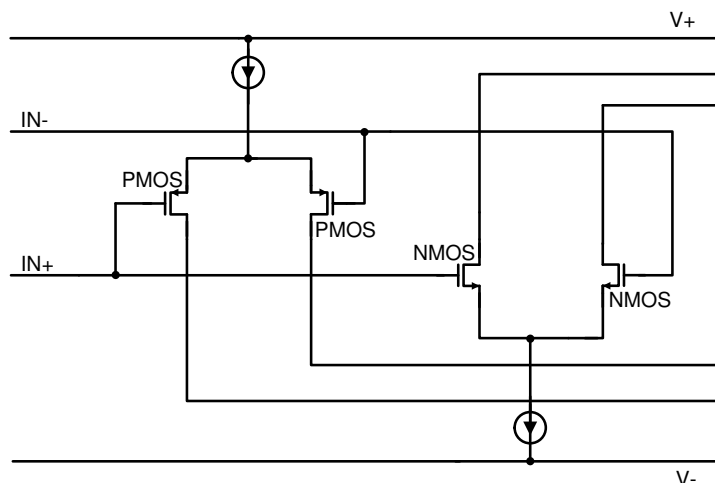 V+
IN-
PMOS
PMOS
NMOS
IN+
NMOS
V-